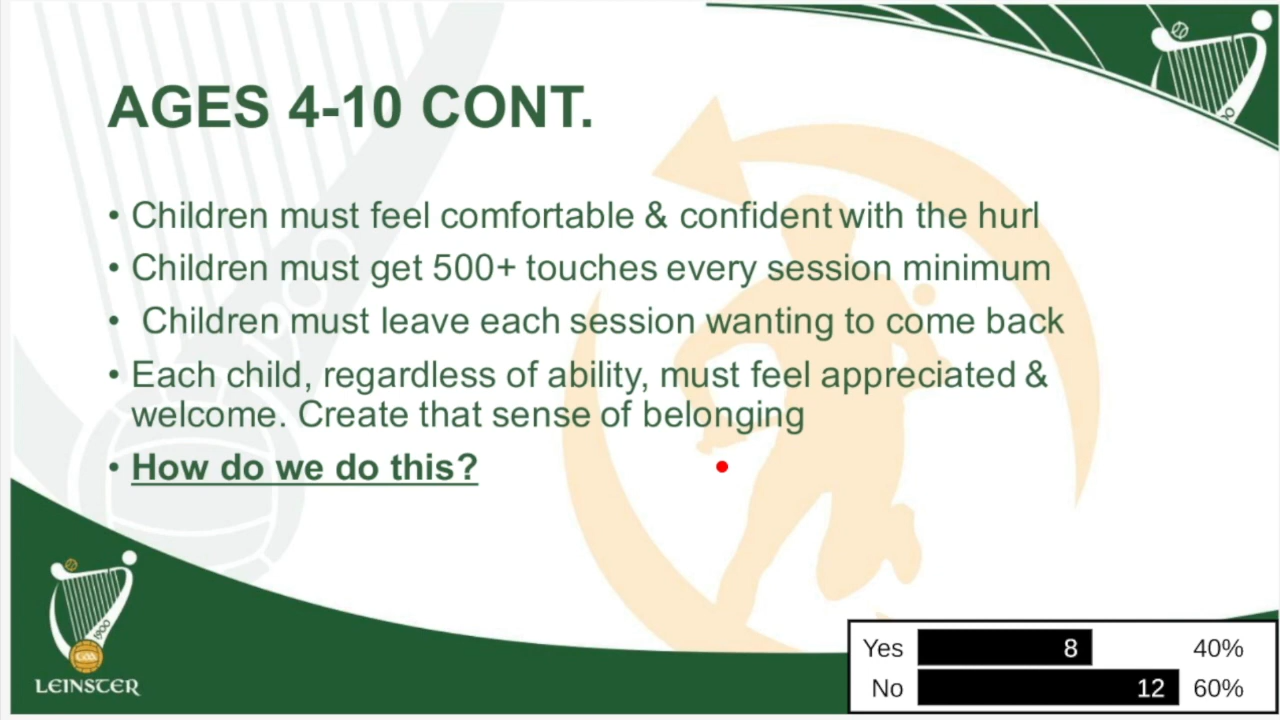 AGES 4-10 CONT.
• Children must feel comfortable & confident with the hurl
• Children must get 500+ touches every session minimum
• Children must leave each session wanting to come back
• Each child, regardless of ability, must feel appreciated &
welcome. Create that sense of belonging
• How do we do this?
1900
GAA
LEINSTER
Yes 8 40%
No 12 60%